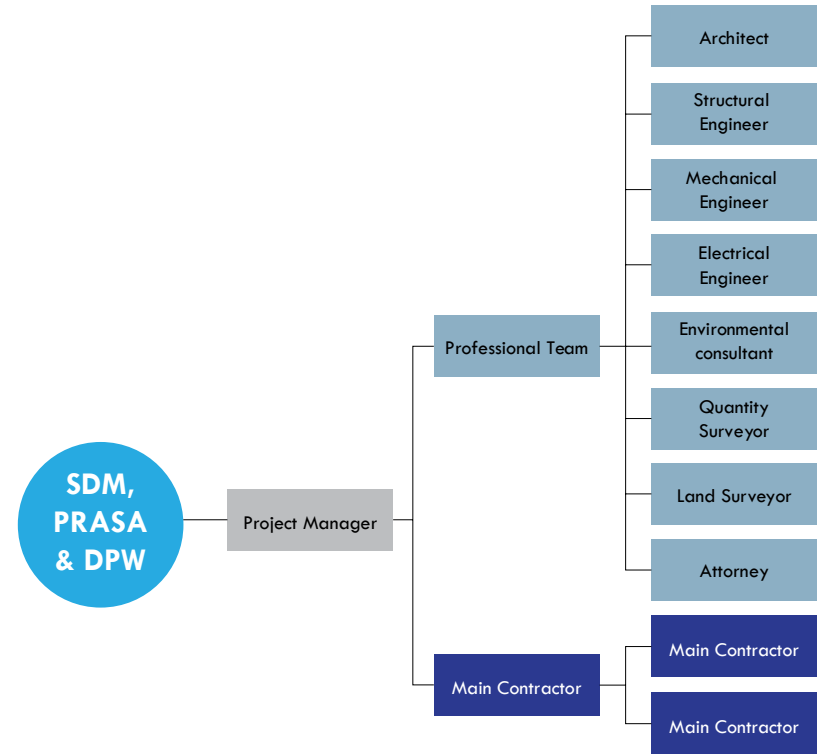 Architect
Structural
Engineer
Mechanical
Engineer
Electrical
Engineer
Environmental
consultant
Professional Team
Quantity
Surveyor
SDM,
PRASA
& DPW
Project Manager
Land Surveyor
Attorney
Main Contractor
Main Contractor
Main Contractor